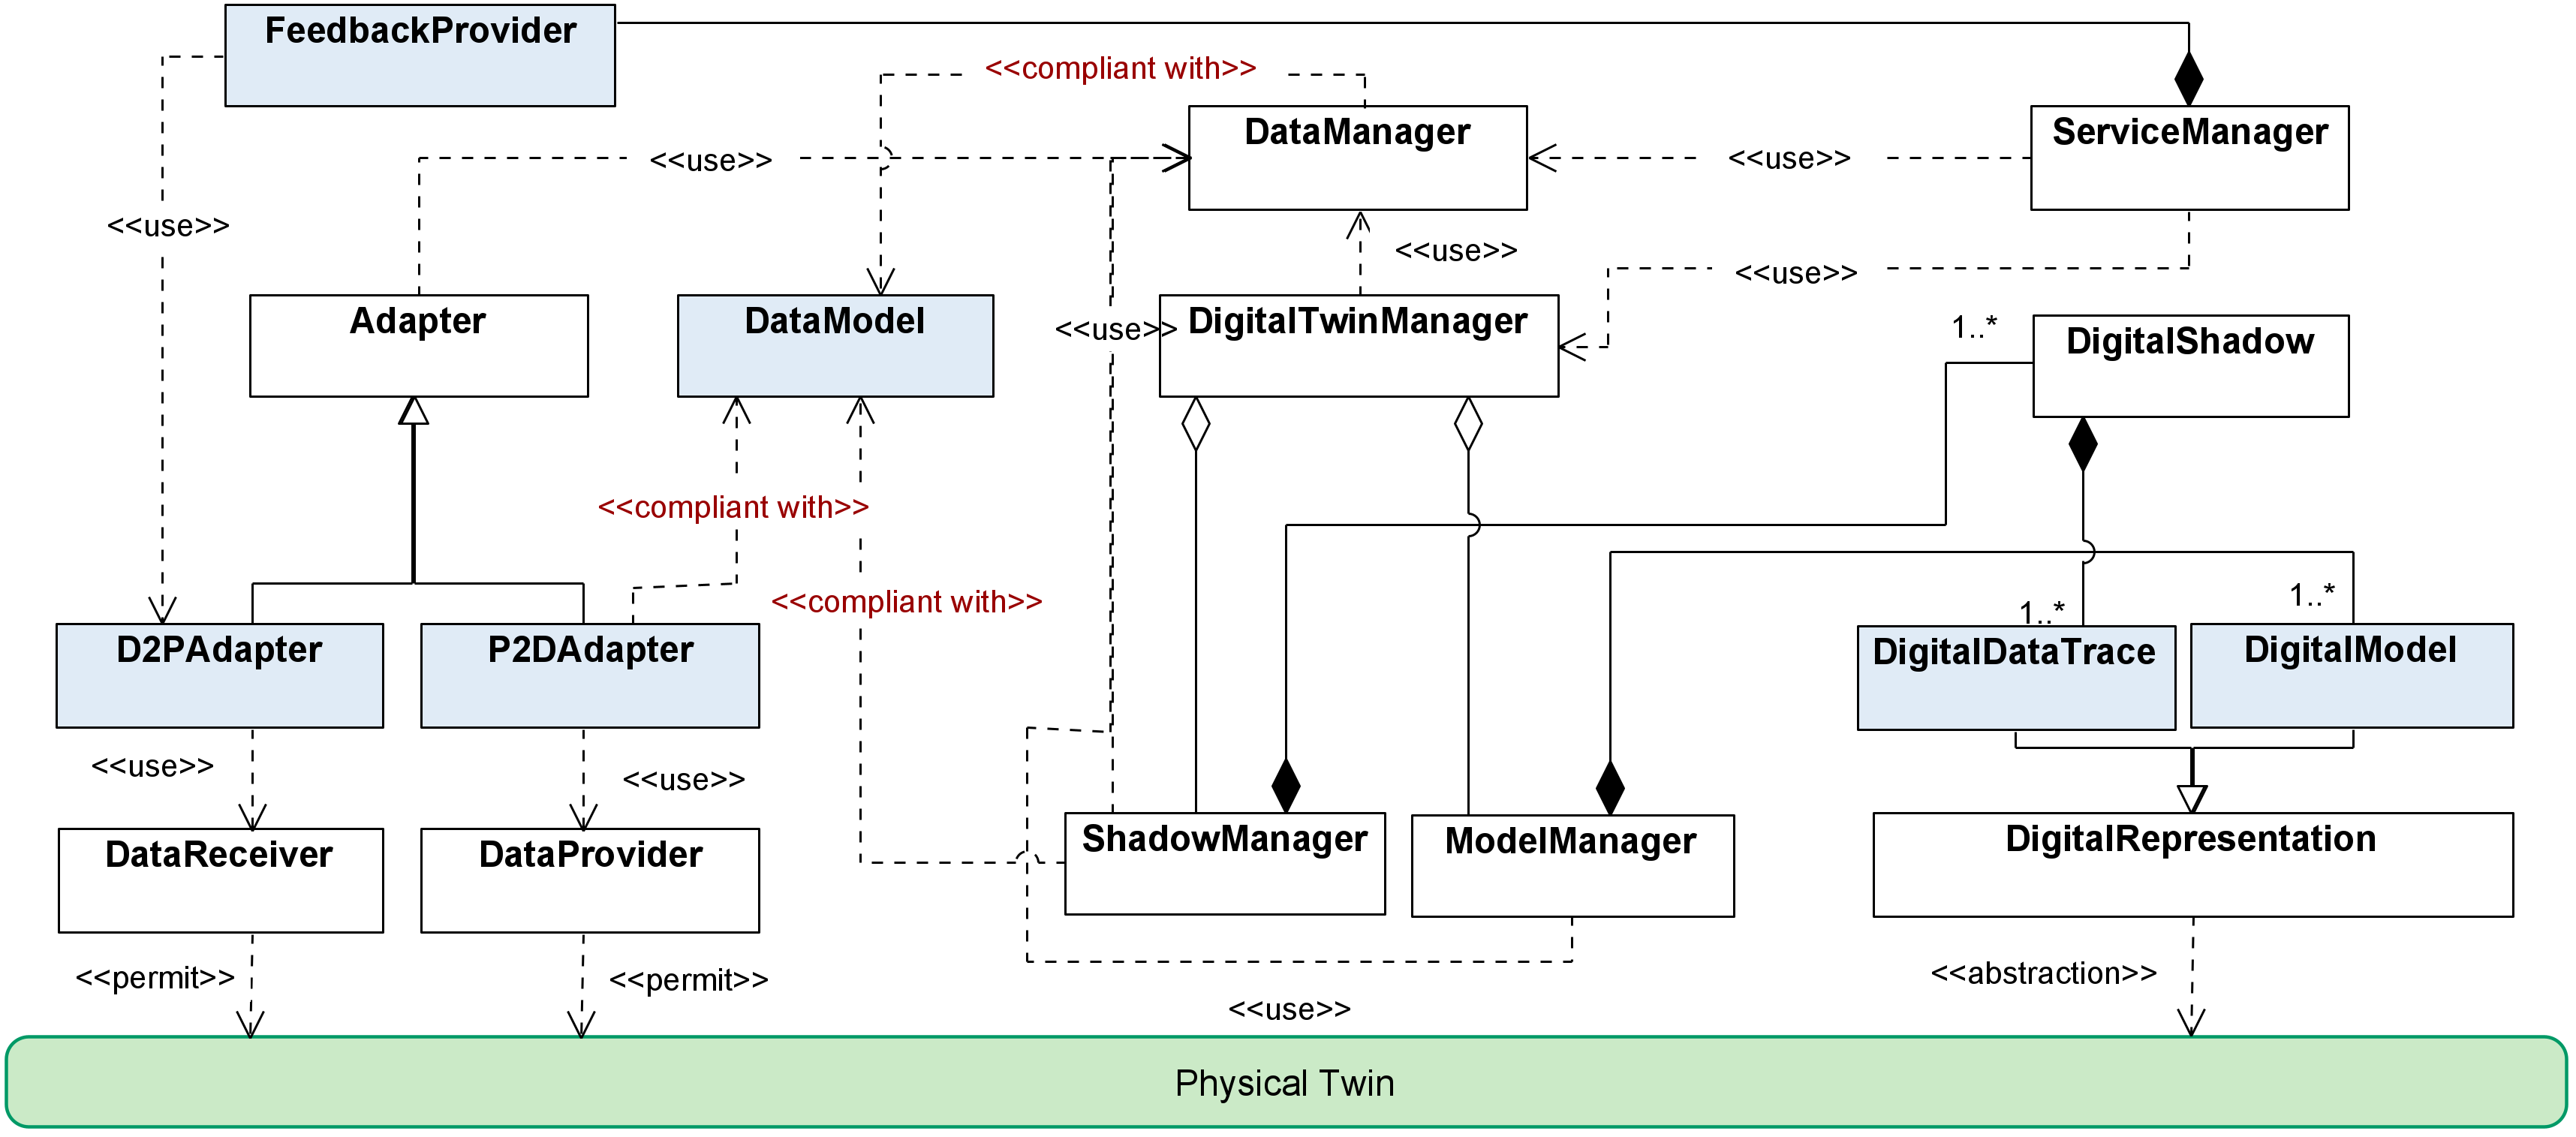 FeedbackProvider
<<compliant with>>
DataManager
ServiceManager
<<use>>
<<use>>
<<use>>
<<use>>
<<use>>
Adapter
DataModel
<<use>>
DigitalTwinManager
1..*
DigitalShadow
<<compliant with>>
<<compliant with>>
1..*
1..*
D2PAdapter
P2DAdapter
DigitalDataTrace
DigitalModel
<<use>>
<<use>>
DataReceiver
DataProvider
ShadowManager
ModelManager
DigitalRepresentation
<<permit>>
<<permit>>
<<abstraction>>
<<use>>
Physical Twin